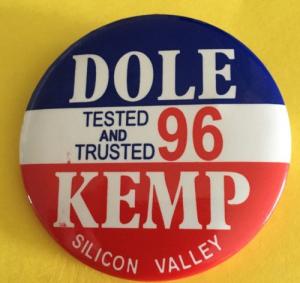 DOLE
TESTED
AND
TRUSTED
96
KEMP
SILICON VALLEY